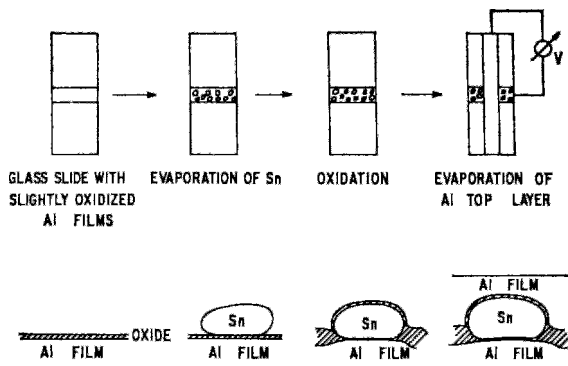 V
GLASS SLIDE WITH
SLIGHTLY OXIDIZED
Al FILMS
EVAPORATION OF Sn
OXIDATION
EVAPORATION OF
Al TOP LAYER
Al FILM
Sn
OXIDE
Al FILM
Sn
Al FILM
Sn
Al FILM
Sn
Al FILM